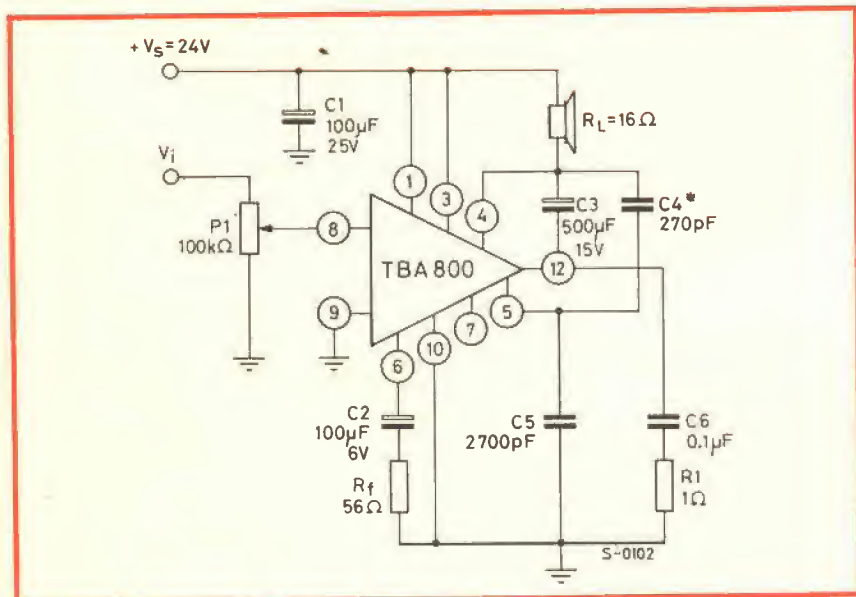 + Vs = 24V
C1
100µF
25V
RL = 16Ω
Vi
P1
100kΩ
1
3
4
8
C3
500µF
15V
C4*
270pF
TBA800
12
9
6
10
7
5
C2
100µF
6V
C5
2700pF
C6
0.1µF
Rf
56Ω
R1
1Ω
S-0102